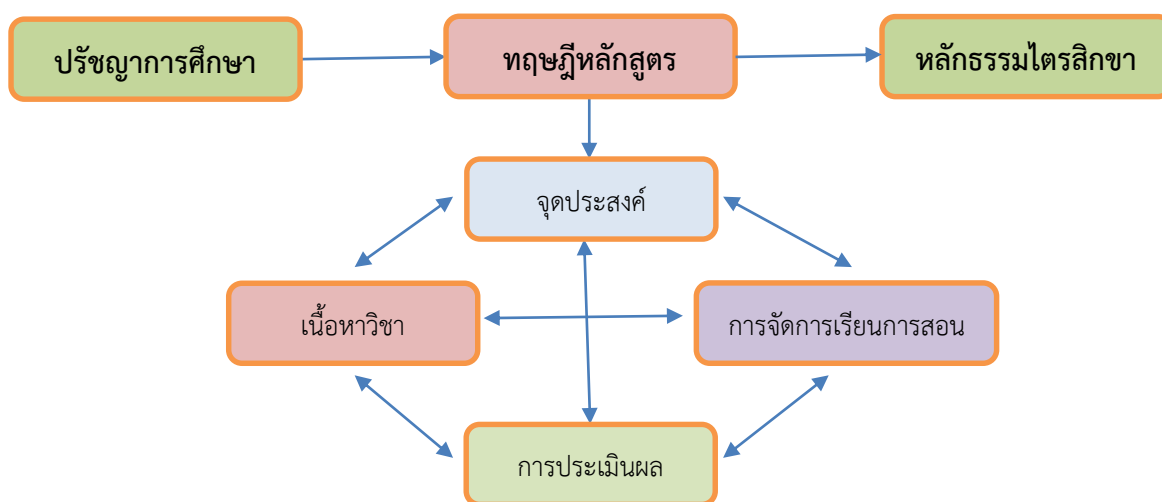 ปรัชญาการศึกษา
ทฤษฎีหลักสูตร
หลักธรรมไตรสิกขา
จุดประสงค์
เนื้อหาวิชา
การจัดการเรียนการสอน
การประเมินผล